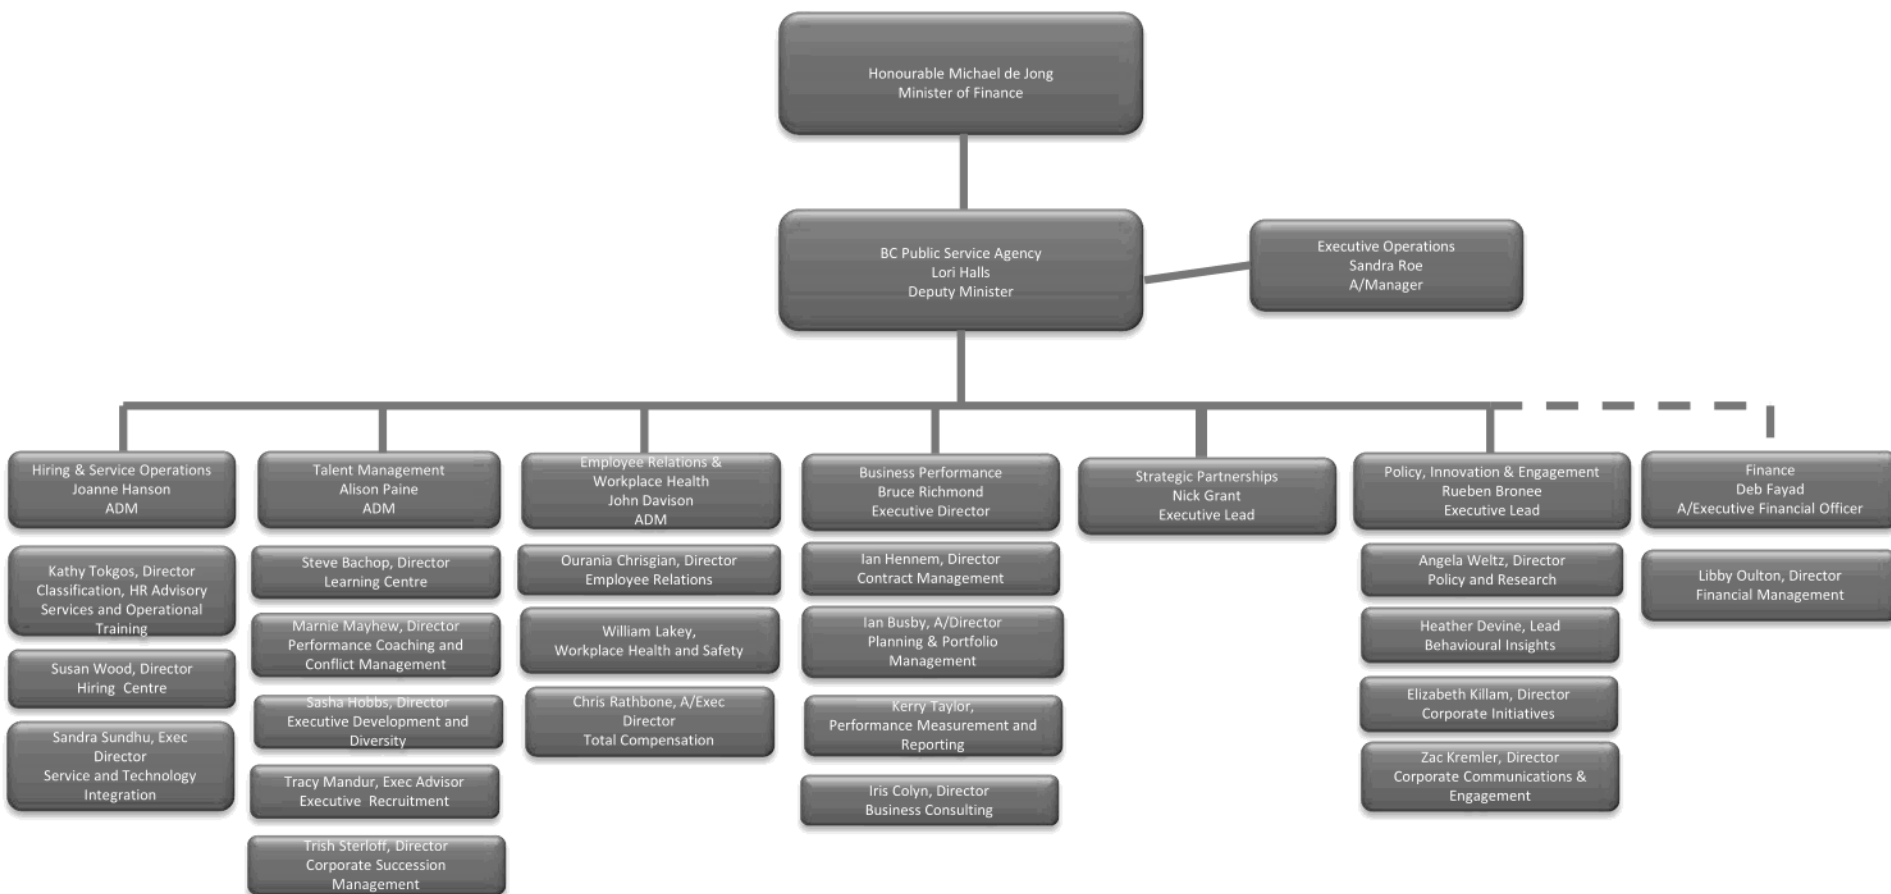 Honourable Michael de Jong
Minister of Finance
BC Public Service Agency
Lori Halls
Deputy Minister
Executive Operations
Sandra Roe
A/Manager
Hiring & Service Operations
Joanne Hanson
ADM
Kathy Tokgos, Director
Classification, HR Advisory
Services and Operational
Training
Susan Wood, Director
Hiring Centre
Sandra Sundhu, Exec
Director
Service and Technology
Integration
Talent Management
Alison Paine
ADM
Steve Bachop, Director
Learning Centre
Marnie Mayhew, Director
Performance Coaching and
Conflict Management
Sasha Hobbs, Director
Executive Development and
Diversity
Tracy Mandur, Exec Advisor
Executive Recruitment
Trish Sterloff, Director
Corporate Succession
Management
Employee Relations &
Workplace Health
John Davison
ADM
Ourania Chrisgian, Director
Employee Relations
William Lakey,
Workplace Health and Safety
Chris Rathbone, A/Exec
Director
Total Compensation
Business Performance
Bruce Richmond
Executive Director
Ian Hennem, Director
Contract Management
Ian Busby, A/Director
Planning & Portfolio
Management
Kerry Taylor,
Performance Measurement and
Reporting
Iris Colyn, Director
Business Consulting
Strategic Partnerships
Nick Grant
Executive Lead
Policy, Innovation & Engagement
Rueben Bronee
Executive Lead
Angela Weltz, Director
Policy and Research
Heather Devine, Lead
Behavioural Insights
Elizabeth Killam, Director
Corporate Initiatives
Zac Kremler, Director
Corporate Communications &
Engagement
Finance
Deb Fayad
A/Executive Financial Officer
Libby Oulton, Director
Financial Management